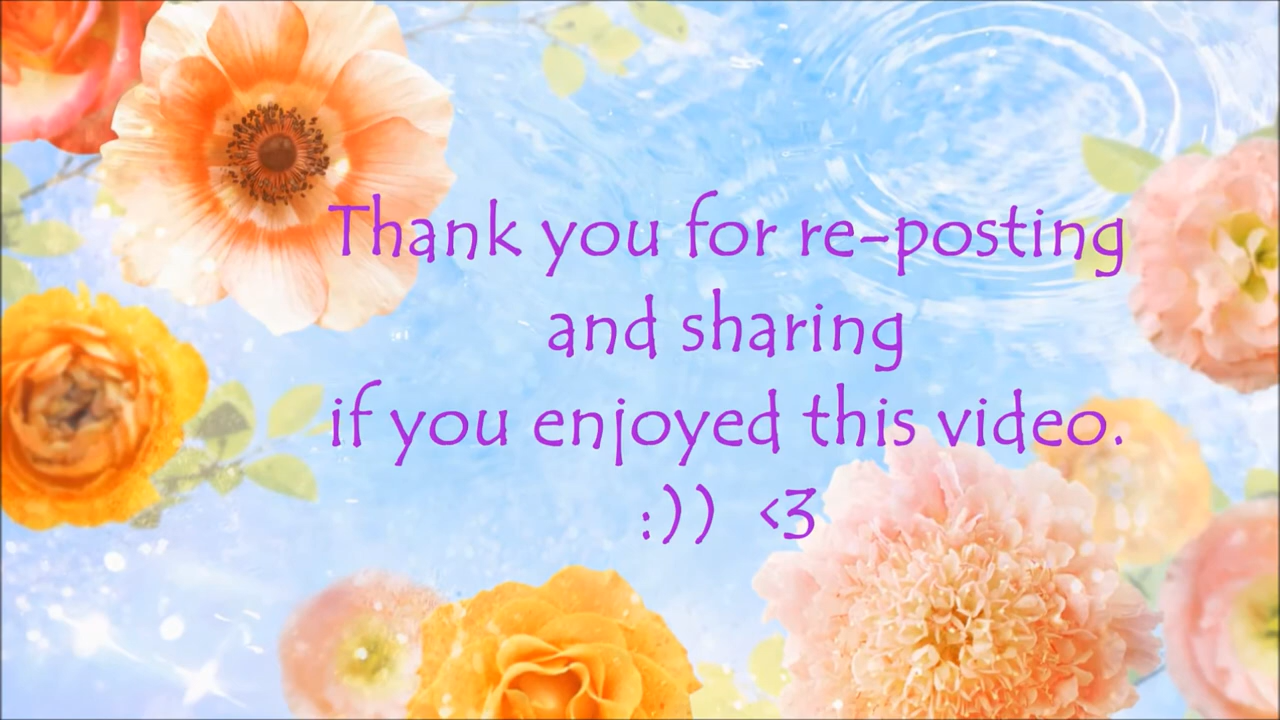 Thank you for re-posting
and sharing
if you enjoyed this video.
:)) <3